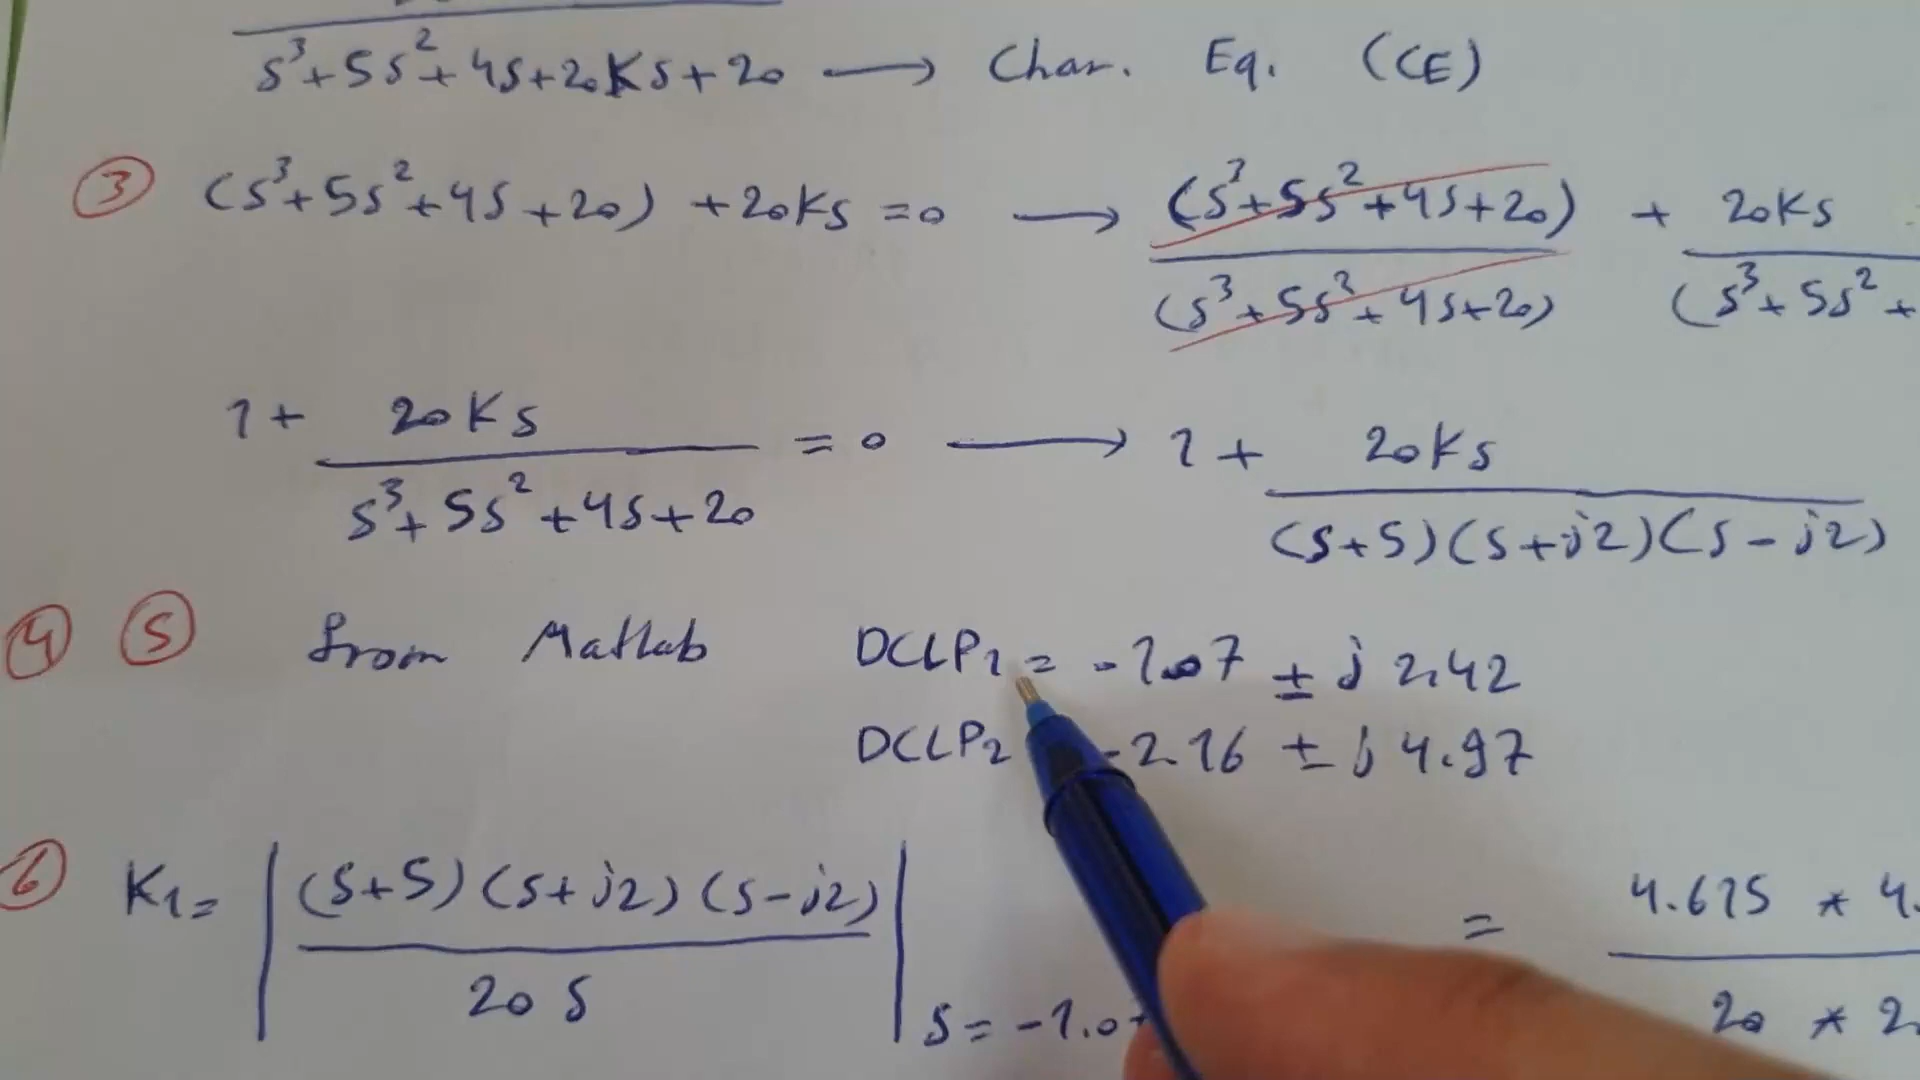 s³+5s²+4s+20Ks+20 → Char. Eq. (CE)
③ (s³+5s²+4s+20) +20Ks =0 → (s³+5s²+4s+20) + 20Ks
(s³+5s²+4s+20) (s³+5s²+
1+ 20Ks = 0 → 1+ 20Ks
s³+5s²+4s+20 (s+5)(s+j2)(s-j2)
④ ⑤ from Matlab DCLP1 = -1.07 ± j 2.42
DCLP2 -2.16 ± j 4.97
⑥ K1= |(s+5)(s+j2)(s-j2)| = 4.675 * 4.
20 s s=-1.0 20 * 2.